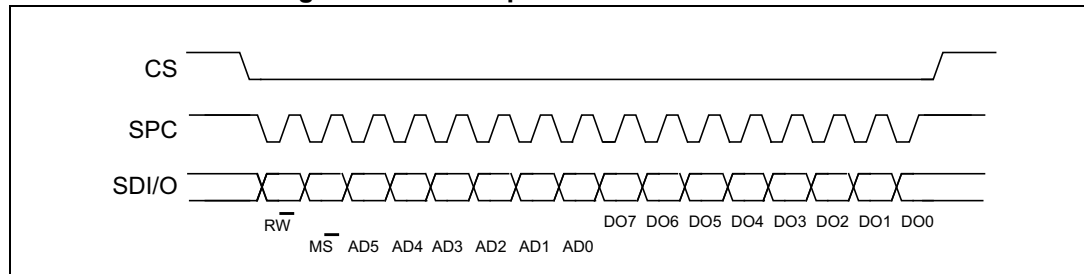 CS
SPC
SDI/O
RW DO7 DO6 DO5 DO4 DO3 DO2 DO1 DO0
MS AD5 AD4 AD3 AD2 AD1 AD0